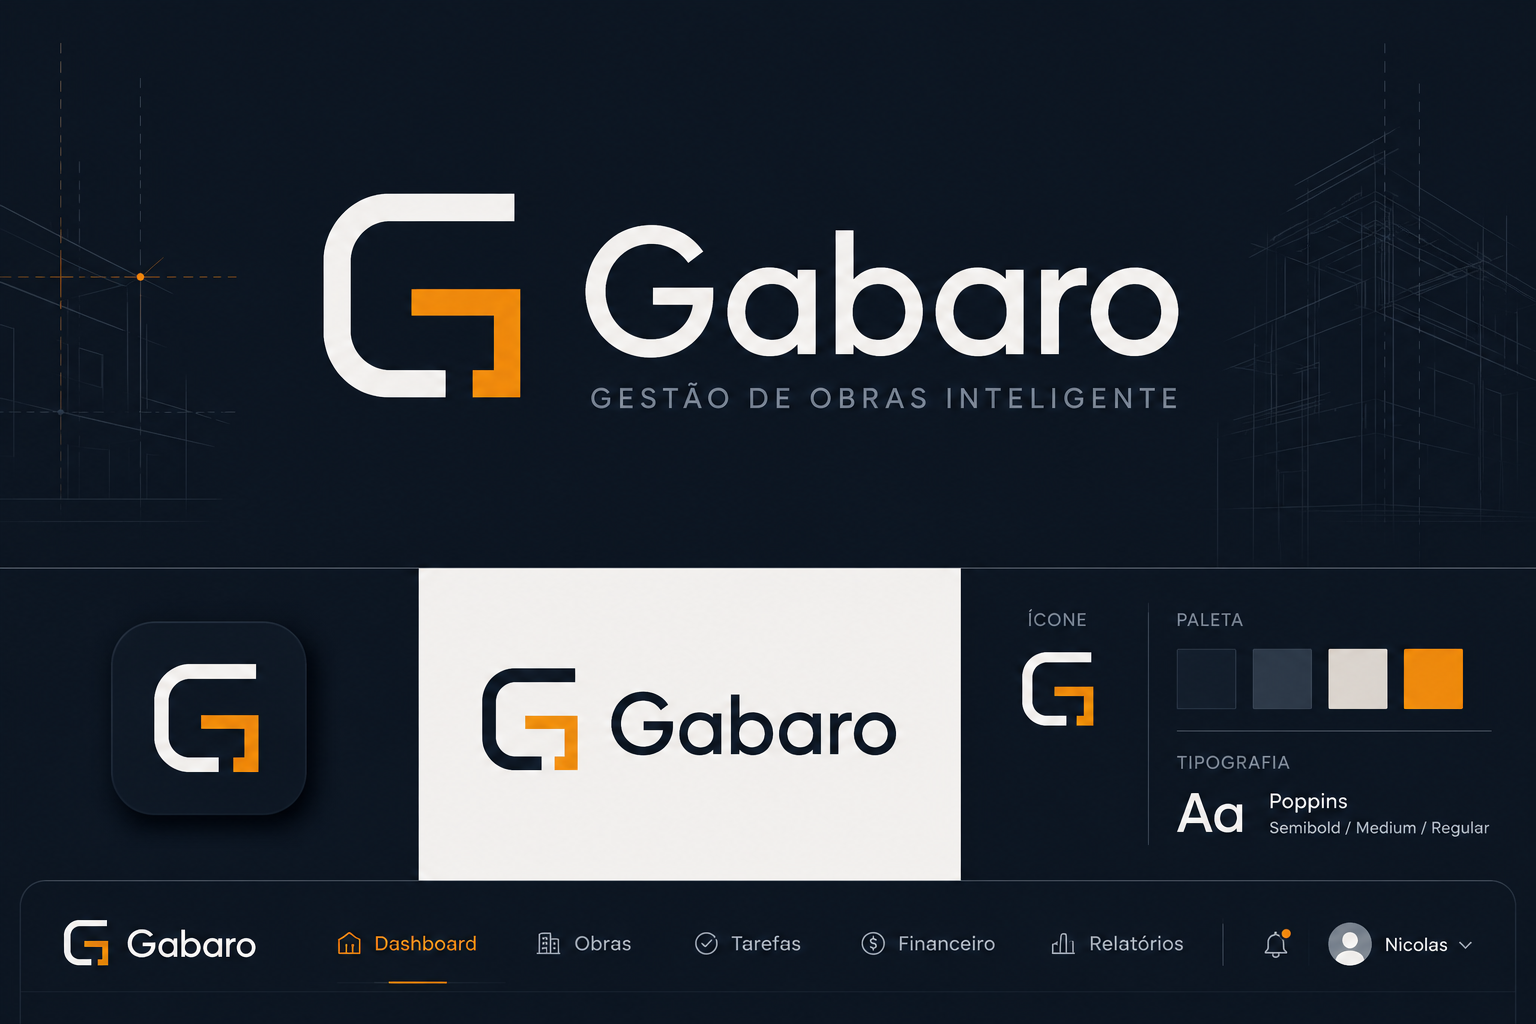 Gabaro
GESTÃO DE OBRAS INTELIGENTE
Gabaro
ÍCONE
PALETA
TIPOGRAFIA
Aa
Poppins
Semibold / Medium / Regular
Gabaro
Dashboard
Obras
Tarefas
Financeiro
Relatórios
Nicolas